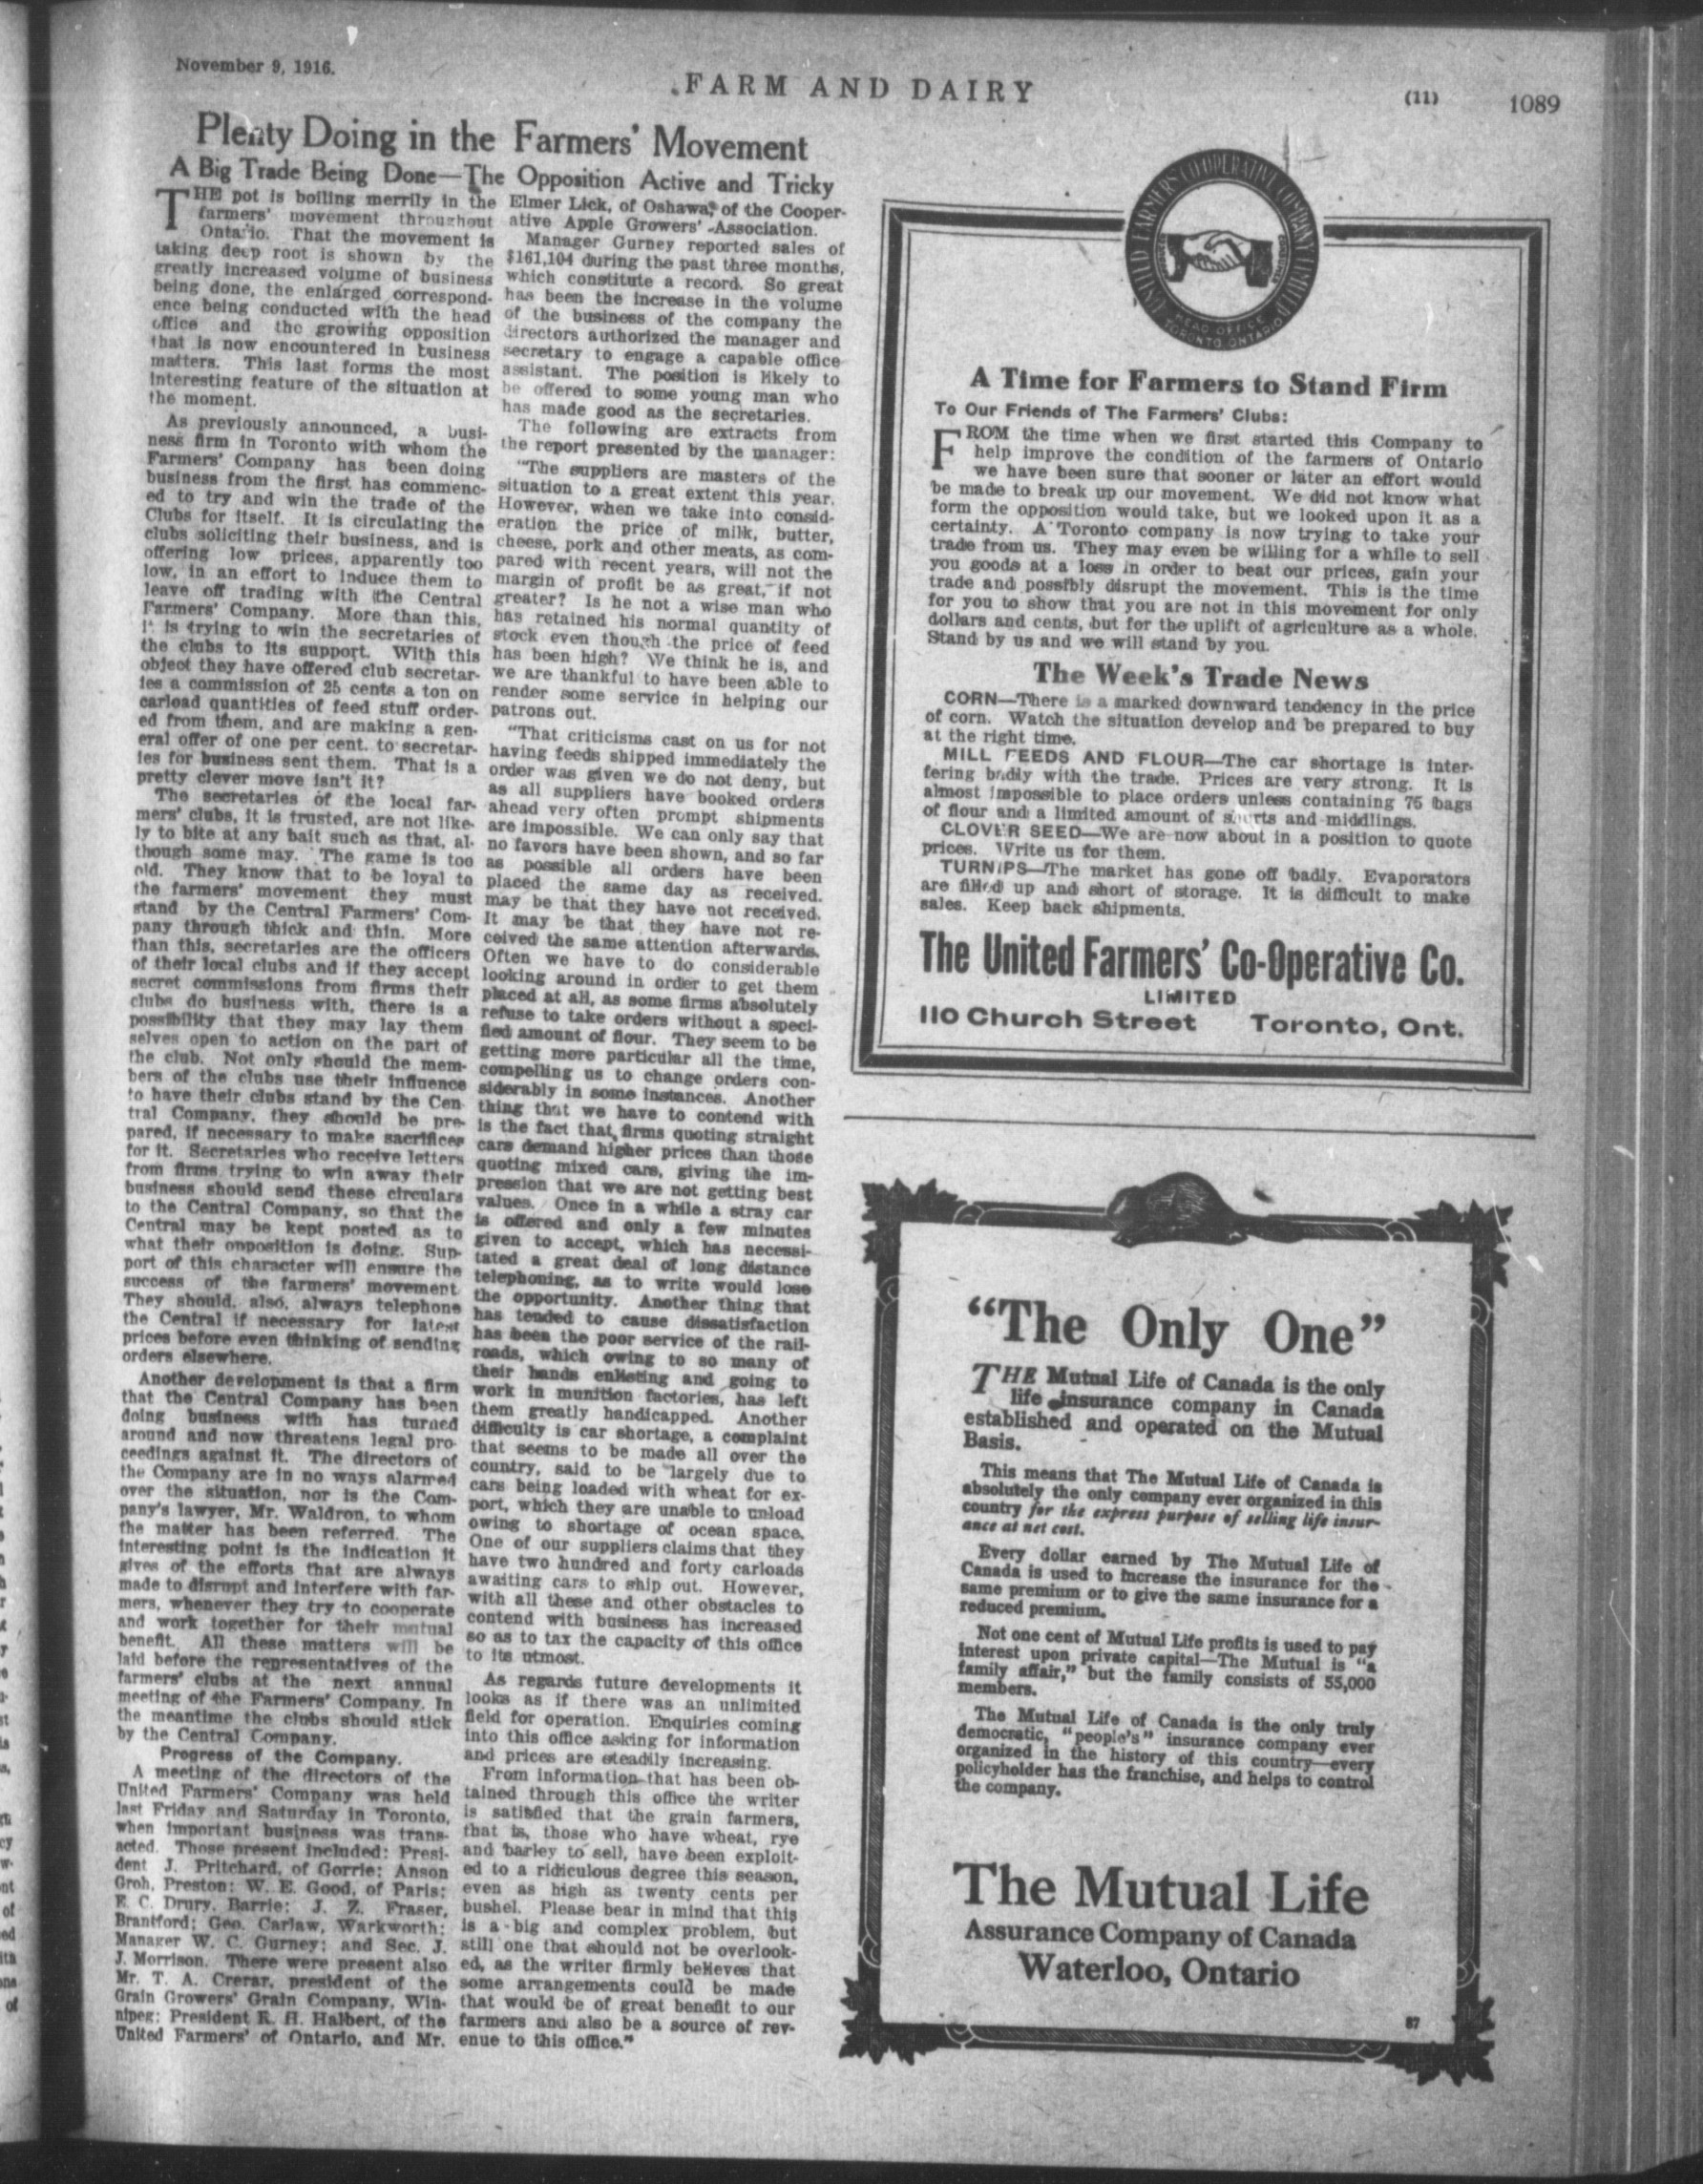 November 9, 1916.
FARM AND DAIRY
(11)
1089
Plenty Doing in the Farmers' Movement
A Big Trade Being Done—The Opposition Active and Tricky
THE pot is boiling merrily in the
farmers' movement throughout
Ontario. That the movement is
taking deep root is shown by the
greatly increased volume of business
being done, the enlarged correspond-
ence being conducted with the head
office and the growing opposition
that is now encountered in business
matters. This last forms the most
interesting feature of the situation at
the moment.
As previously announced, a busi-
ness firm in Toronto with whom the
Farmers' Company has been doing
business from the first has commenc-
ed to try and win the trade of the
Clubs for itself. It is circulating the
clubs soliciting their business, and is
offering low prices, apparently too
low, in an effort to induce them to
leave off trading with the Central
Farmers' Company. More than this,
it is trying to win the secretaries of
the clubs to its support. With this
object they have offered club secretar-
ies a commission of 25 cents a ton on
carload quantities of feed stuff order-
ed from them, and are making a gen-
eral offer of one per cent. to secretar-
ies for business sent them. That is a
pretty clever move isn't it?
The secretaries of the local far-
mers' clubs, it is trusted, are not like-
ly to bite at any bait such as that, al-
though some may. The game is too
old. They know that to be loyal to
the farmers' movement they must
stand by the Central Farmers' Com-
pany through thick and thin. More
than this, secretaries are the officers
of their local clubs and if they accept
secret commissions from firms their
clubs do business with, there is a
possibility that they may lay them
selves open to action on the part of
the club. Not only should the mem-
bers of the clubs use their influence
to have their clubs stand by the Cen
tral Company, they should be pre-
pared, if necessary to make sacrifices
for it. Secretaries who receive letters
from firms trying to win away their
business should send these circulars
to the Central Company, so that the
Central may be kept posted as to
what their opposition is doing. Sup-
port of this character will ensure the
success of the farmers' movement
They should, also, always telephone
the Central if necessary for latest
prices before even thinking of sending
orders elsewhere.
Another development is that a firm
that the Central Company has been
doing business with has turned
around and now threatens legal pro-
ceedings against it. The directors of
the Company are in no ways alarmed
over the situation, nor is the Com-
pany's lawyer, Mr. Waldron, to whom
the matter has been referred. The
interesting point is the indication it
gives of the efforts that are always
made to disrupt and interfere with far-
mers, whenever they try to cooperate
and work together for their mutual
benefit. All these matters will be
laid before the representatives of the
farmers' clubs at the next annual
meeting of the Farmers' Company. In
the meantime the clubs should stick
by the Central Company.
Progress of the Company.
A meeting of the directors of the
United Farmers' Company was held
last Friday and Saturday in Toronto,
when important business was trans-
acted. Those present included: Presi-
dent J. Pritchard, of Gorrie; Anson
Groh, Preston; W. E. Good, of Paris;
E. C. Drury, Barrie; J. Z. Fraser,
Brantford; Geo. Carlaw, Warkworth;
Manager W. C. Gurney; and Sec. J.
J. Morrison. There were present also
Mr. T. A. Crerar, president of the
Grain Growers' Grain Company, Win-
nipeg; President R. H. Halbert, of the
United Farmers' of Ontario, and Mr.
Elmer Lick, of Oshawa, of the Cooper-
ative Apple Growers' Association.
Manager Gurney reported sales of
$161,104 during the past three months,
which constitute a record. So great
has been the increase in the volume
of the business of the company the
directors authorized the manager and
secretary to engage a capable office
assistant. The position is likely to
be offered to some young man who
has made good as the secretaries.
The following are extracts from
the report presented by the manager:
"The suppliers are masters of the
situation to a great extent this year.
However, when we take into consid-
eration the price of milk, butter,
cheese, pork and other meats, as com-
pared with recent years, will not the
margin of profit be as great, if not
greater? Is he not a wise man who
has retained his normal quantity of
stock even though the price of feed
has been high? We think he is, and
we are thankful to have been able to
render some service in helping our
patrons out.
"That criticisms cast on us for not
having feeds shipped immediately the
order was given we do not deny, but
as all suppliers have booked orders
ahead very often prompt shipments
are impossible. We can only say that
no favors have been shown, and so far
as possible all orders have been
placed the same day as received.
may be that they have not received.
It may be that they have not re-
ceived the same attention afterwards.
Often we have to do considerable
looking around in order to get them
placed at all, as some firms absolutely
refuse to take orders without a speci-
fied amount of flour. They seem to be
getting more particular all the time,
compelling us to change orders con-
siderably in some instances. Another
thing that we have to contend with
is the fact that firms quoting straight
cars demand higher prices than those
quoting mixed cars, giving the im-
pression that we are not getting best
values. Once in a while a stray car
is offered and only a few minutes
given to accept, which has necessi-
tated a great deal of long distance
telephoning, as to write would lose
the opportunity. Another thing that
has tended to cause dissatisfaction
has been the poor service of the rail-
roads, which owing to so many of
their hands enlisting and going to
work in munition factories, has left
them greatly handicapped. Another
difficulty is car shortage, a complaint
that seems to be made all over the
country, said to be largely due to
cars being loaded with wheat for ex-
port, which they are unable to unload
owing to shortage of ocean space.
One of our suppliers claims that they
have two hundred and forty carloads
awaiting cars to ship out. However,
with all these and other obstacles to
contend with business has increased
so as to tax the capacity of this office
to its utmost.
As regards future developments it
looks as if there was an unlimited
field for operation. Enquiries coming
into this office asking for information
and prices are steadily increasing.
From information that has been ob-
tained through this office the writer
is satisfied that the grain farmers,
that is, those who have wheat, rye
and barley to sell, have been exploit-
ed to a ridiculous degree this season,
even as high as twenty cents per
bushel. Please bear in mind that this
is a big and complex problem, but
still one that should not be overlook-
ed, as the writer firmly believes that
some arrangements could be made
that would be of great benefit to our
farmers and also be a source of rev-
enue to this office."
UNITED FARMERS CO-OPERATIVE COMPANY LIMITED
HEAD OFFICE
TORONTO, ONTARIO
A Time for Farmers to Stand Firm
To Our Friends of The Farmers' Clubs:
FROM the time when we first started this Company to
help improve the condition of the farmers of Ontario
we have been sure that sooner or later an effort would
be made to break up our movement. We did not know what
form the opposition would take, but we looked upon it as a
certainty. A Toronto company is now trying to take your
trade from us. They may even be willing for a while to sell
you goods at a loss in order to beat our prices, gain your
trade and possibly disrupt the movement. This is the time
for you to show that you are not in this movement for only
dollars and cents, but for the uplift of agriculture as a whole.
Stand by us and we will stand by you.
The Week's Trade News
CORN—There is a marked downward tendency in the price
of corn. Watch the situation develop and be prepared to buy
at the right time.
MILL FEEDS AND FLOUR—The car shortage is inter-
fering badly with the trade. Prices are very strong. It is
almost impossible to place orders unless containing 75 bags
of flour and a limited amount of shorts and middlings.
CLOVER SEED—We are now about in a position to quote
prices. Write us for them.
TURNIPS—The market has gone off badly. Evaporators
are filled up and short of storage. It is difficult to make
sales. Keep back shipments.
The United Farmers' Co-Operative Co.
LIMITED
110 Church Street Toronto, Ont.
"The Only One"
THE Mutual Life of Canada is the only
life insurance company in Canada
established and operated on the Mutual
Basis.
This means that The Mutual Life of Canada is
absolutely the only company ever organized in this
country for the express purpose of selling life insur-
ance at net cost.
Every dollar earned by The Mutual Life of
Canada is used to increase the insurance for the
same premium or to give the same insurance for a
reduced premium.
Not one cent of Mutual Life profits is used to pay
interest upon private capital—The Mutual is "a
family affair," but the family consists of 55,000
members.
The Mutual Life of Canada is the only truly
democratic, "people's" insurance company ever
organized in the history of this country—every
policyholder has the franchise, and helps to control
the company.
The Mutual Life
Assurance Company of Canada
Waterloo, Ontario
87